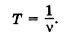 T = 1/ν.